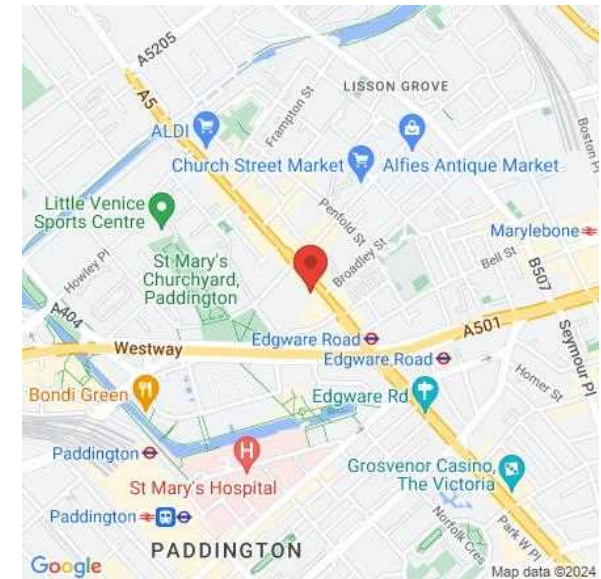 A5205
A5
LISSON GROVE
Frampton St
ALDI
Boston Pl
Church Street Market
Alfies Antique Market
Little Venice
Sports Centre
Penfold St
Marylebone
Howley Pl
St Mary's
Churchyard,
Paddington
Broadley St
Bell St
B507
A404
Edgware Road
A501
Westway
Edgware Road
Seymour Pl
Bondi Green
Edgware Rd
Homer St
Paddington
H
St Mary's Hospital
Grosvenor Casino,
The Victoria
Paddington
Norfolk Cres
Park W Pl
PADDINGTON
Google
Map data ©2024